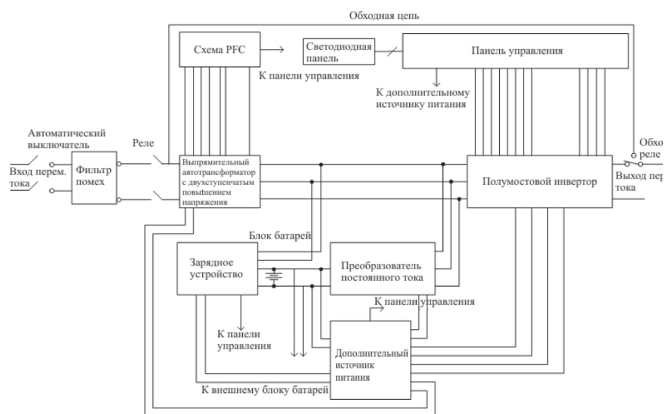 Обходная цепь
Схема PFC
Светодиодная
панель
Панель управления
К панели управления
К дополнительному
источнику питания
Автоматический
выключатель
Реле
Вход перем.
тока
Фильтр
помех
Выпрямительный
автотрансформатор
с двухступенчатым
повышением
напряжения
Полумостовой инвертор
Обхо
реле
Выход пер
тока
Блок батарей
Зарядное
устройство
Преобразователь
постоянного тока
К панели управления
К панели
управления
Дополнительный
источник
питания
К внешнему блоку батарей